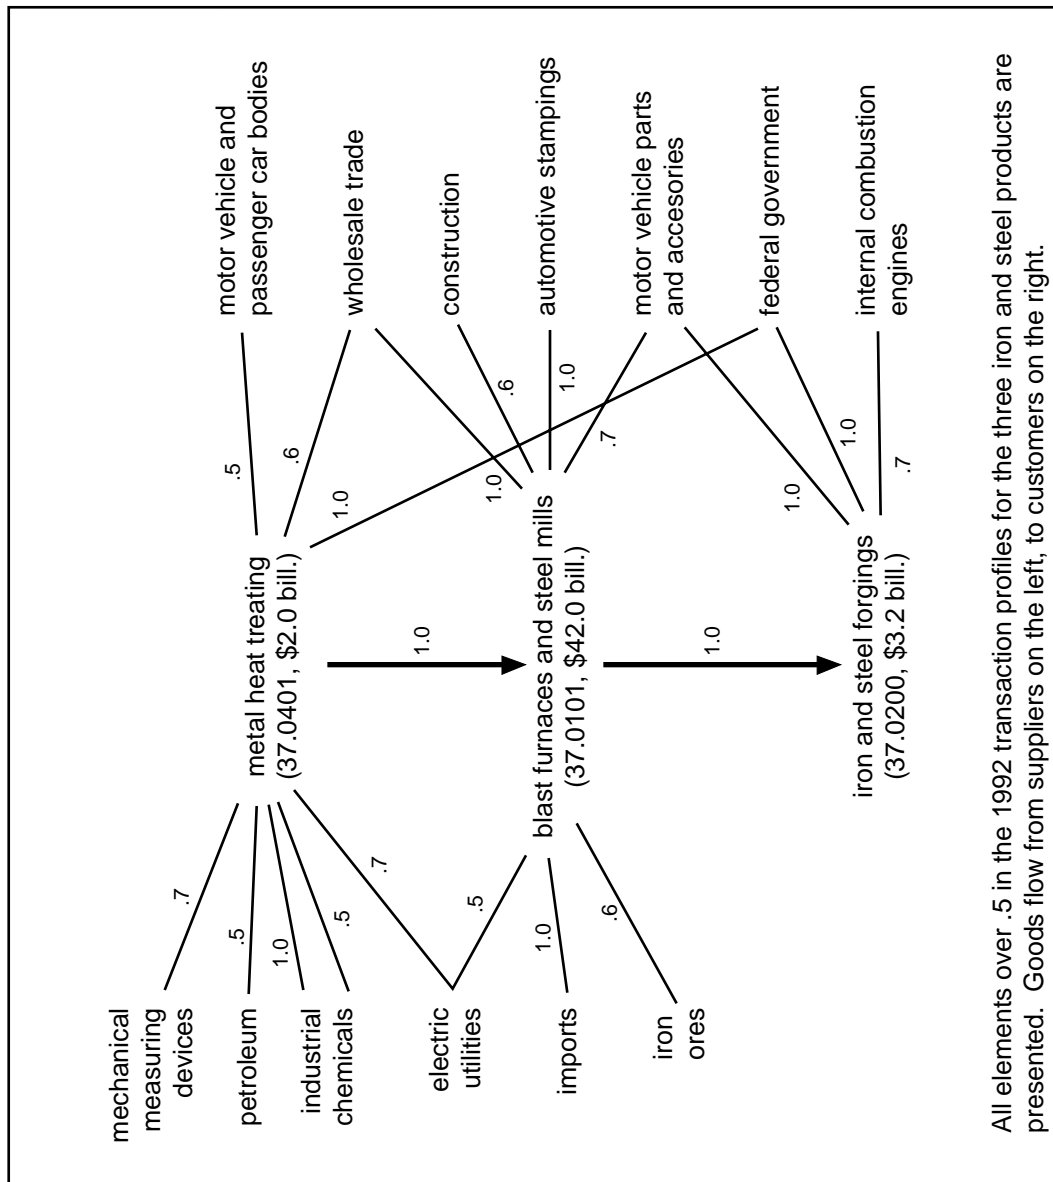 mechanical
measuring
devices
petroleum
industrial
chemicals
electric
utilities
imports
iron
ores
.7
.5
1.0
.5
.7
.5
1.0
.6
metal heat treating
(37.0401, $2.0 bill.)
1.0
blast furnaces and steel mills
(37.0101, $42.0 bill.)
1.0
iron and steel forgings
(37.0200, $3.2 bill.)
.5
.6
1.0
1.0
.6
1.0
.7
1.0
1.0
.7
motor vehicle and
passenger car bodies
wholesale trade
construction
automotive stampings
motor vehicle parts
and accesories
federal government
internal combustion
engines
All elements over .5 in the 1992 transaction profiles for the three iron and steel products are
presented.  Goods flow from suppliers on the left, to customers on the right.